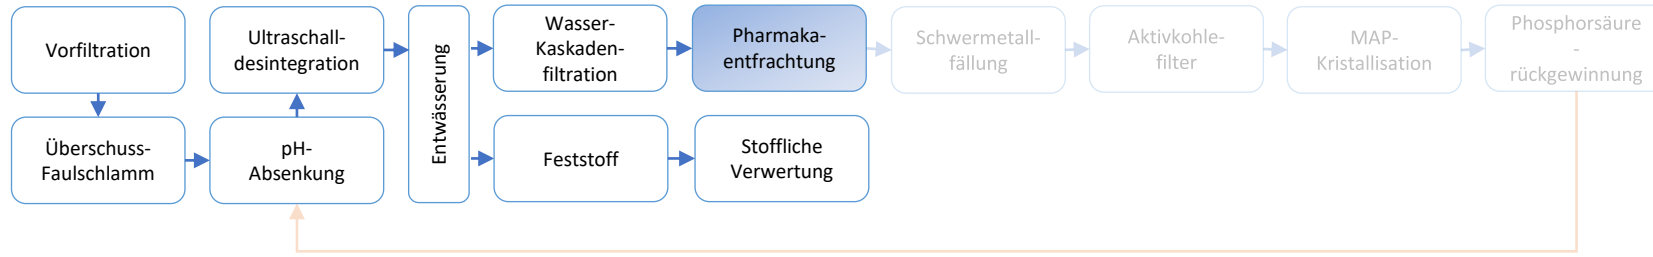 Vorfiltration
Überschuss-
Faulschlamm
pH-
Absenkung
Ultraschall-
desintegration
Entwässerung
Wasser-
Kaskaden-
filtration
Pharmaka-
entfrachtung
Schwermetall-
fällung
Aktivkohle-
filter
MAP-
Kristallisation
Phosphorsäure
-
rückgewinnung
Feststoff
Stoffliche
Verwertung